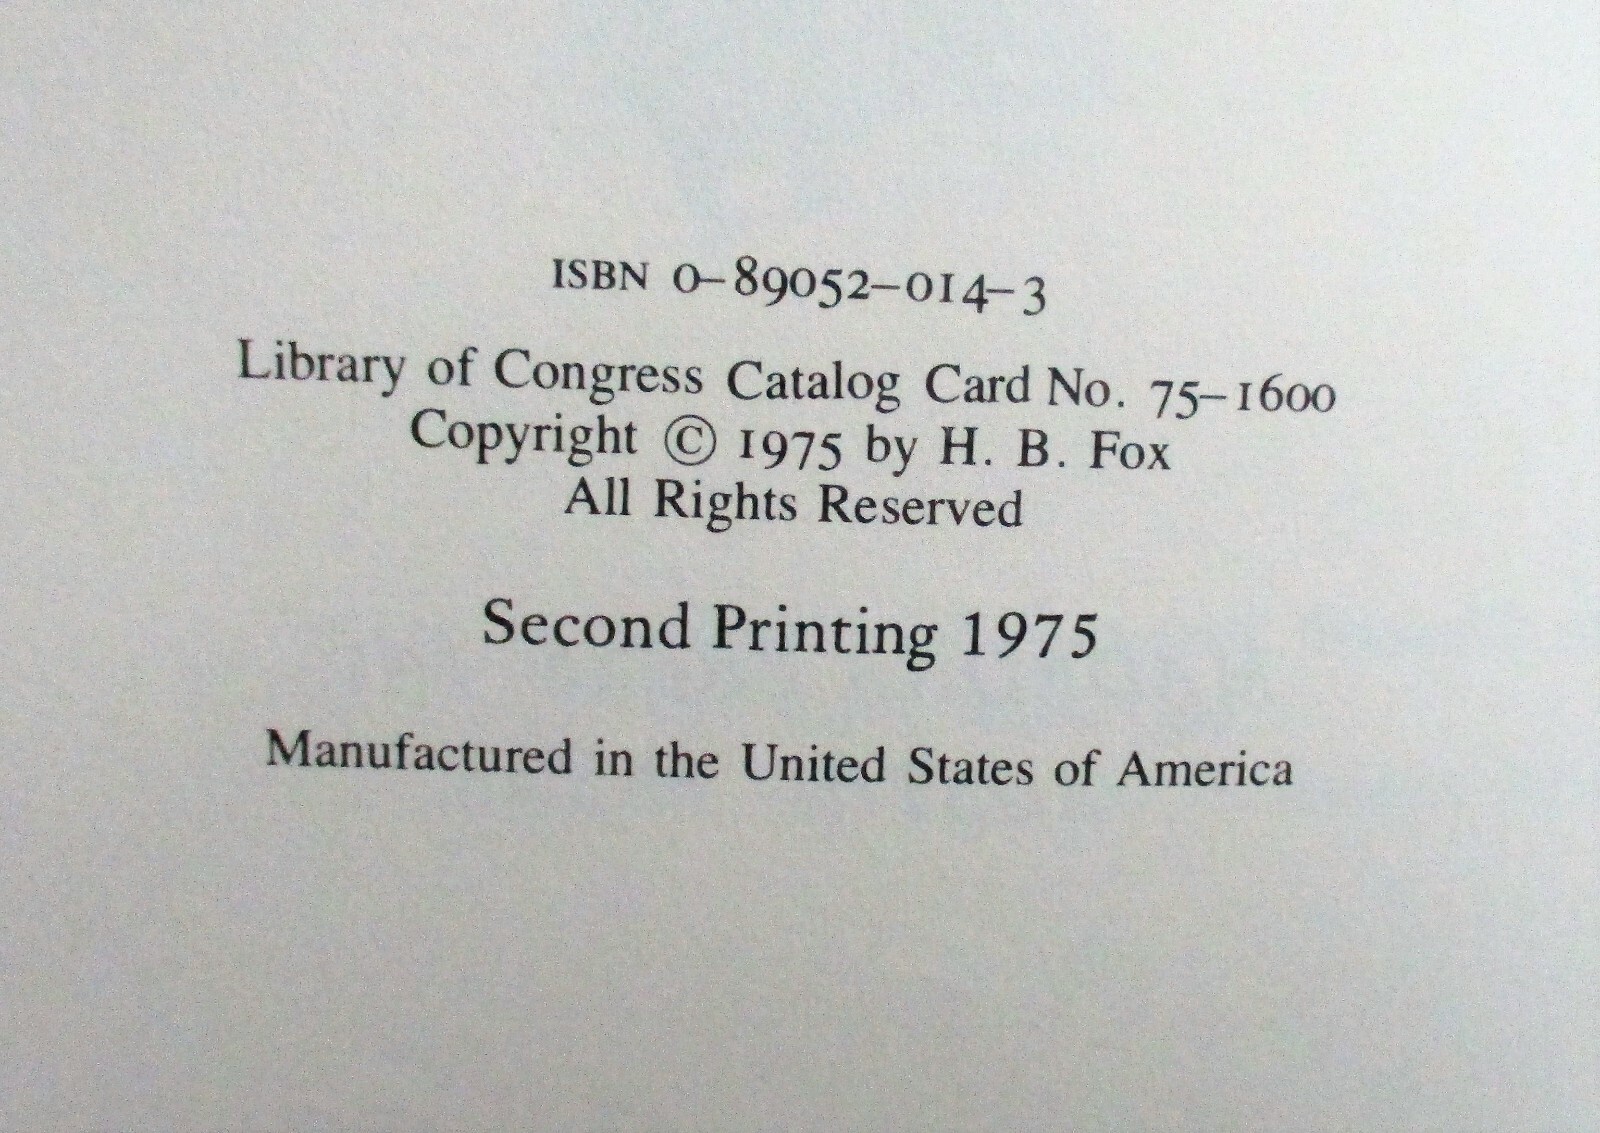 ISBN 0-89052-014-3
Library of Congress Catalog Card No. 75-1600
Copyright © 1975 by H. B. Fox
All Rights Reserved
Second Printing 1975
Manufactured in the United States of America